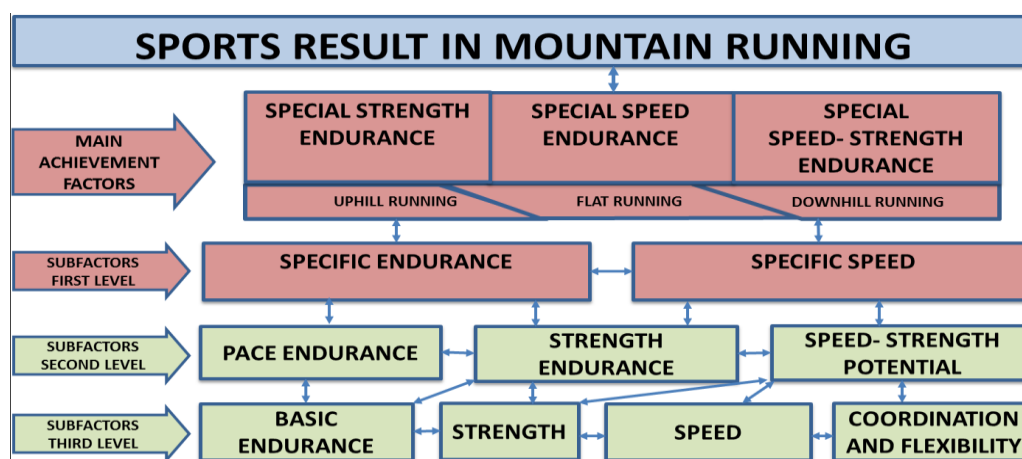 SPORTS RESULT IN MOUNTAIN RUNNING
MAIN
ACHIEVEMENT
FACTORS
SPECIAL STRENGTH
ENDURANCE
SPECIAL SPEED
ENDURANCE
SPECIAL
SPEED- STRENGTH
ENDURANCE
UPHILL RUNNING
FLAT RUNNING
DOWNHILL RUNNING
SUBFACTORS
FIRST LEVEL
SPECIFIC ENDURANCE
SPECIFIC SPEED
SUBFACTORS
SECOND LEVEL
PACE ENDURANCE
STRENGTH
ENDURANCE
SPEED- STRENGTH
POTENTIAL
SUBFACTORS
THIRD LEVEL
BASIC
ENDURANCE
STRENGTH
SPEED
COORDINATION
AND FLEXIBILITY